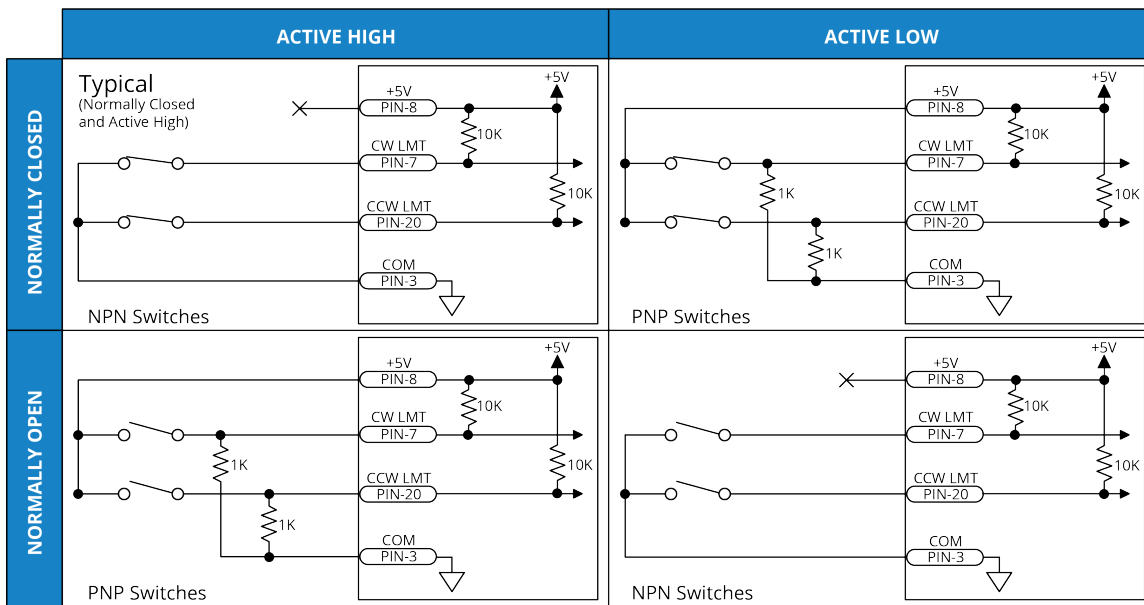 ACTIVE HIGH
ACTIVE LOW
NORMALLY CLOSED
Typical
(Normally Closed
and Active High)
+5V
+5V
PIN-8
10K
CW LMT
PIN-7
10K
CCW LMT
PIN-20
COM
PIN-3
NPN Switches
+5V
+5V
PIN-8
10K
CW LMT
PIN-7
1K
10K
CCW LMT
PIN-20
1K
COM
PIN-3
PNP Switches
NORMALLY OPEN
+5V
+5V
PIN-8
10K
CW LMT
PIN-7
1K
10K
CCW LMT
PIN-20
1K
COM
PIN-3
PNP Switches
+5V
+5V
PIN-8
10K
CW LMT
PIN-7
10K
CCW LMT
PIN-20
COM
PIN-3
NPN Switches